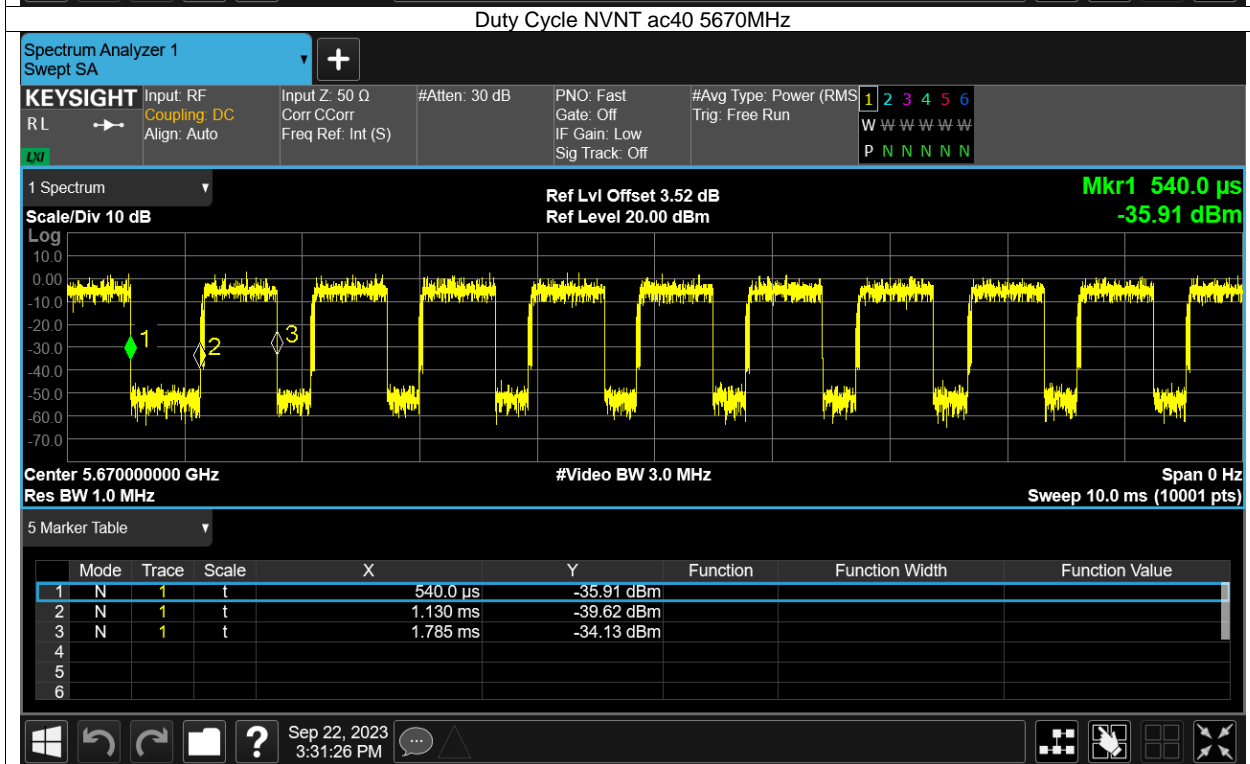 Duty Cycle NVNT ac40 5670MHz
Spectrum Analyzer 1
Swept SA
+
KEYSIGHT Input: RF Input Z: 50 Ω #Atten: 30 dB PNO: Fast #Avg Type: Power (RMS 1 2 3 4 5 6
RL Coupling: DC Corr CCorr Gate: Off Trig: Free Run W W W W W W
Align: Auto Freq Ref: Int (S) IF Gain: Low P N N N N N
LXI Sig Track: Off
1 Spectrum Ref Lvl Offset 3.52 dB Mkr1 540.0 µs
Scale/Div 10 dB Ref Level 20.00 dBm -35.91 dBm
Log
10.0
0.00
-10.0
-20.0
1 2 3
-30.0
-40.0
-50.0
-60.0
-70.0
Center 5.670000000 GHz #Video BW 3.0 MHz Span 0 Hz
Res BW 1.0 MHz Sweep 10.0 ms (10001 pts)
5 Marker Table
Mode Trace Scale X Y Function Function Width Function Value
1 N 1 t 540.0 µs -35.91 dBm
2 N 1 t 1.130 ms -39.62 dBm
3 N 1 t 1.785 ms -34.13 dBm
4
5
6
? Sep 22, 2023
3:31:26 PM